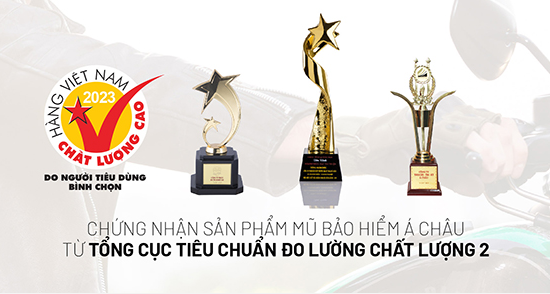 HÀNG VIỆT NAM
2023
CHẤT LƯỢNG CAO
DO NGƯỜI TIÊU DÙNG
BÌNH CHỌN
CHỨNG NHẬN SẢN PHẨM MŨ BẢO HIỂM Á CHÂU
TỪ TỔNG CỤC TIÊU CHUẨN ĐO LƯỜNG CHẤT LƯỢNG 2